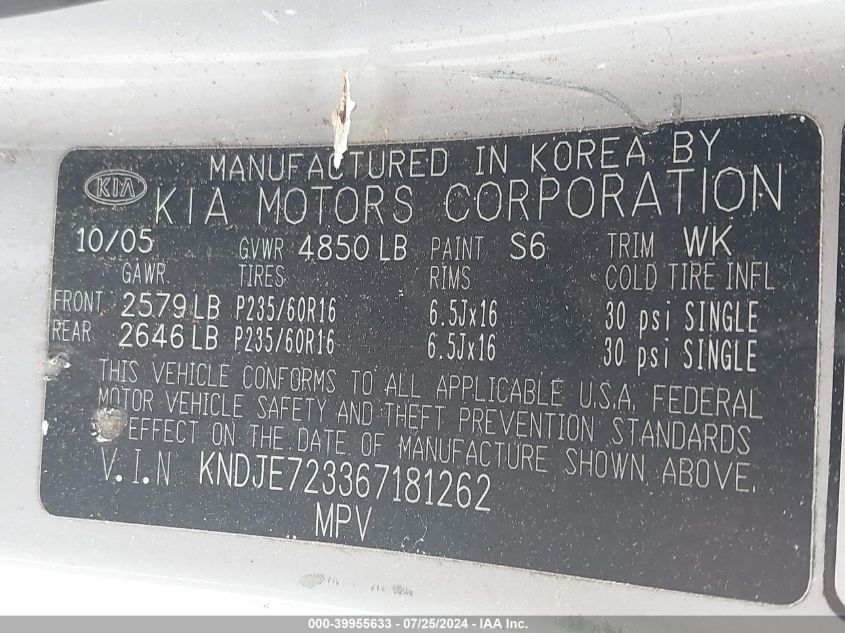 MANUFACTURED IN KOREA BY
KIA KIA MOTORS CORPORATION
10/05 GVWR 4850 LB PAINT S6 TRIM WK
GAWR TIRES RIMS COLD TIRE INFL
FRONT 2579 LB P235/60R16 6.5Jx16 30 psi SINGLE
REAR 2646 LB P235/60R16 6.5Jx16 30 psi SINGLE
THIS VEHICLE CONFORMS TO ALL APPLICABLE U.S.A. FEDERAL
MOTOR VEHICLE SAFETY AND THEFT PREVENTION STANDARDS
EFFECT ON THE DATE OF MANUFACTURE SHOWN ABOVE.
V.I.N KNDJE723367181262
MPV
000-39955633 - 07/25/2024 - IAA Inc.